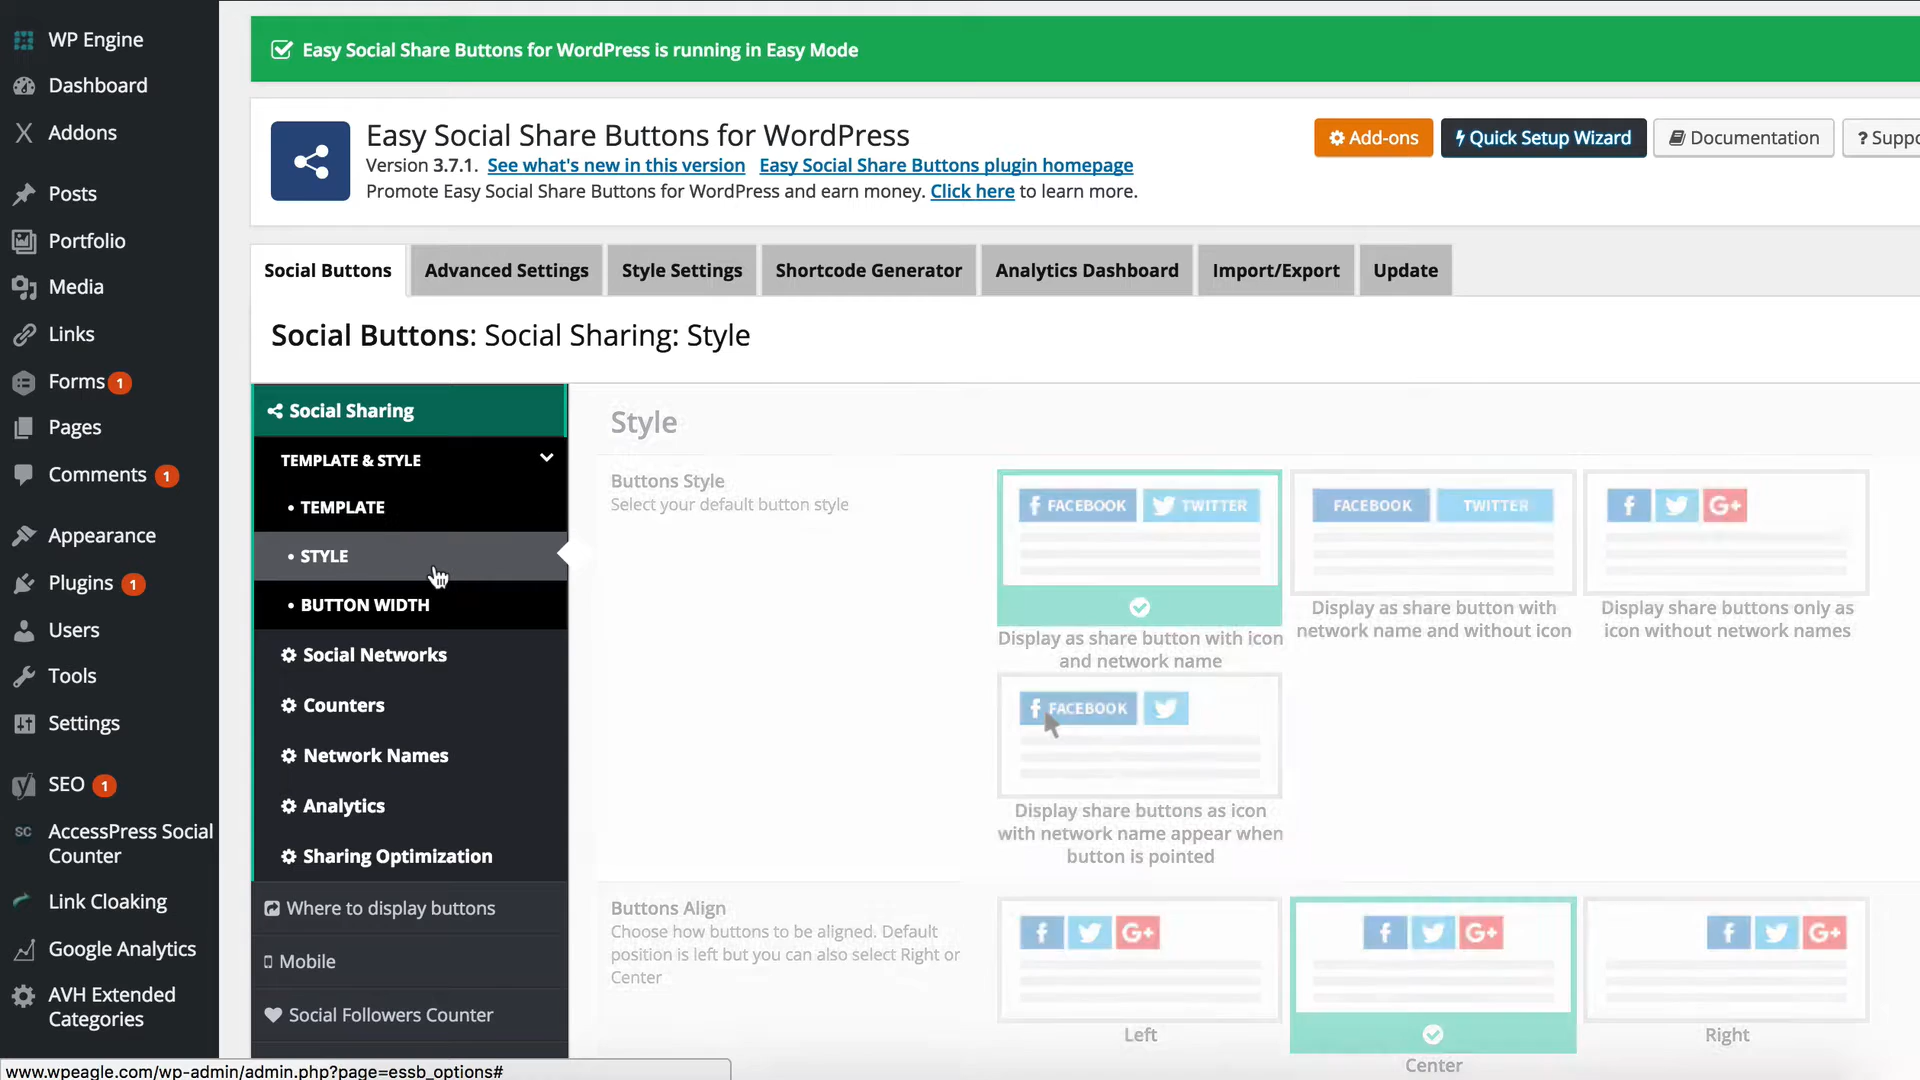 WP Engine
Dashboard
Addons
Posts
Portfolio
Media
Links
Forms 1
Pages
Comments 1
Appearance
Plugins 1
Users
Tools
Settings
SEO 1
SC AccessPress Social
Counter
Link Cloaking
Google Analytics
AVH Extended
Categories
Easy Social Share Buttons for WordPress is running in Easy Mode
Easy Social Share Buttons for WordPress
Version 3.7.1. See what's new in this version Easy Social Share Buttons plugin homepage
Promote Easy Social Share Buttons for WordPress and earn money. Click here to learn more.
Add-ons
Quick Setup Wizard
Documentation
? Suppo
Social Buttons
Advanced Settings
Style Settings
Shortcode Generator
Analytics Dashboard
Import/Export
Update
Social Buttons: Social Sharing: Style
Social Sharing
TEMPLATE & STYLE
• TEMPLATE
• STYLE
• BUTTON WIDTH
Social Networks
Counters
Network Names
Analytics
Sharing Optimization
Where to display buttons
Mobile
Social Followers Counter
Style
Buttons Style
Select your default button style
f FACEBOOK TWITTER
Display as share button with icon
and network name
FACEBOOK TWITTER
Display as share button with
network name and without icon
f G+
Display share buttons only as
icon without network names
f FACEBOOK
Display share buttons as icon
with network name appear when
button is pointed
Buttons Align
Choose how buttons to be aligned. Default
position is left but you can also select Right or
Center
f G+
Left
f G+
Center
f G+
Right
www.wpeagle.com/wp-admin/admin.php?page=essb_options#